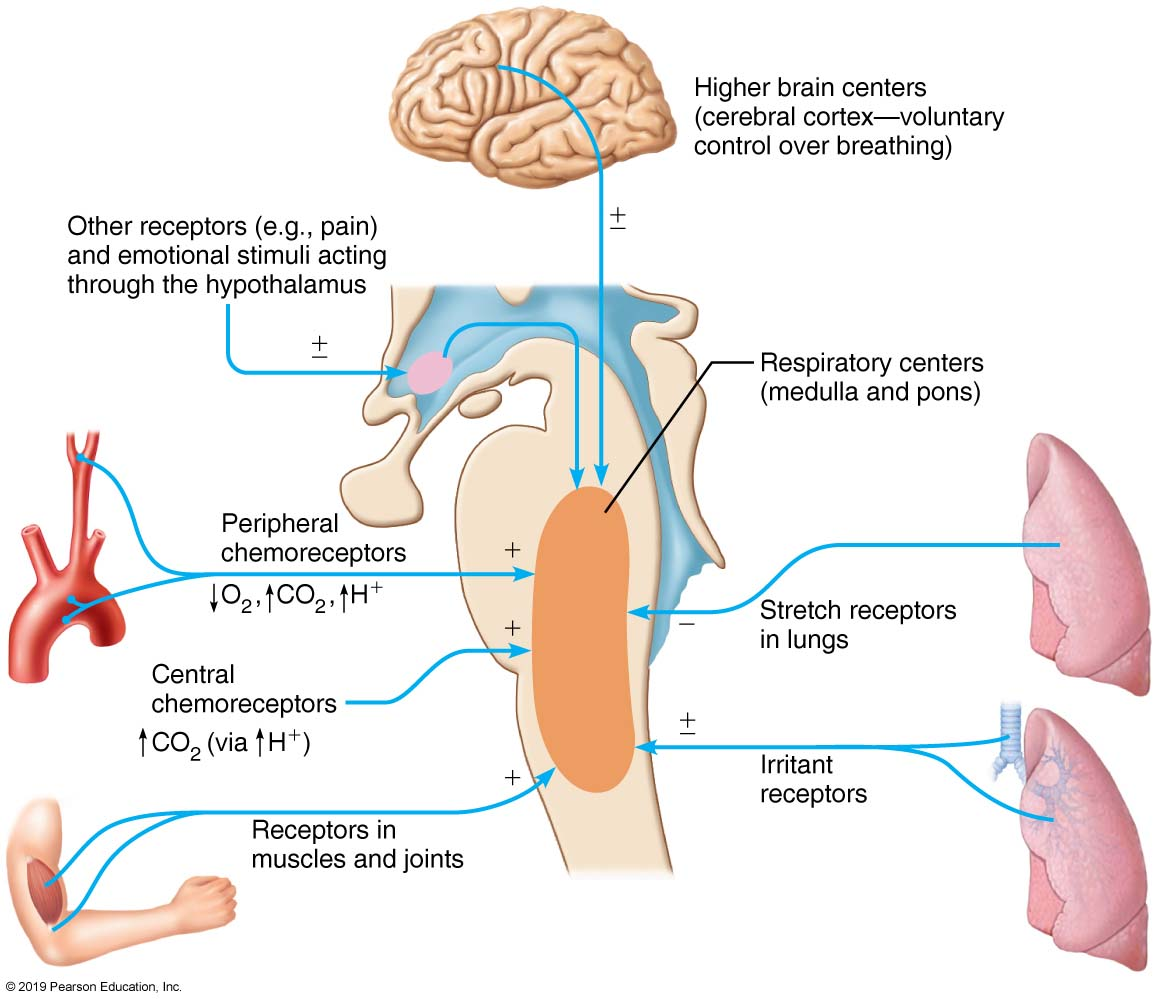 Higher brain centers
(cerebral cortex—voluntary
control over breathing)
±
Other receptors (e.g., pain)
and emotional stimuli acting
through the hypothalamus
±
Respiratory centers
(medulla and pons)
Peripheral
chemoreceptors
+
↓O₂, ↑CO₂, ↑H⁺
+
Stretch receptors
in lungs
−
Central
chemoreceptors
↑CO₂ (via ↑H⁺)
±
Irritant
receptors
+
Receptors in
muscles and joints
© 2019 Pearson Education, Inc.